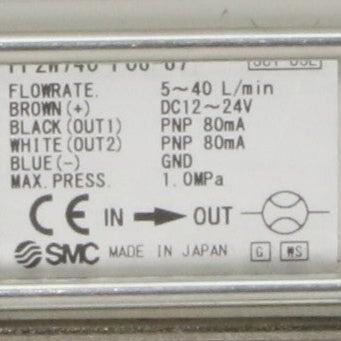 FLOWRATE. 5~40 L/min
BROWN(+) DC12~24V
BLACK(OUT1) PNP 80mA
WHITE(OUT2) PNP 80mA
BLUE(-) GND
MAX. PRESS. 1.0MPa
CE IN OUT
SMC MADE IN JAPAN G WS